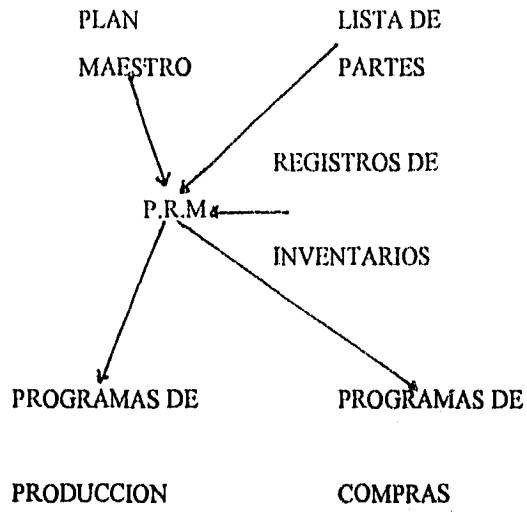 PLAN
MAESTRO
LISTA DE
PARTES
REGISTROS DE
P.R.M
INVENTARIOS
PROGRAMAS DE
PRODUCCION
PROGRAMAS DE
COMPRAS